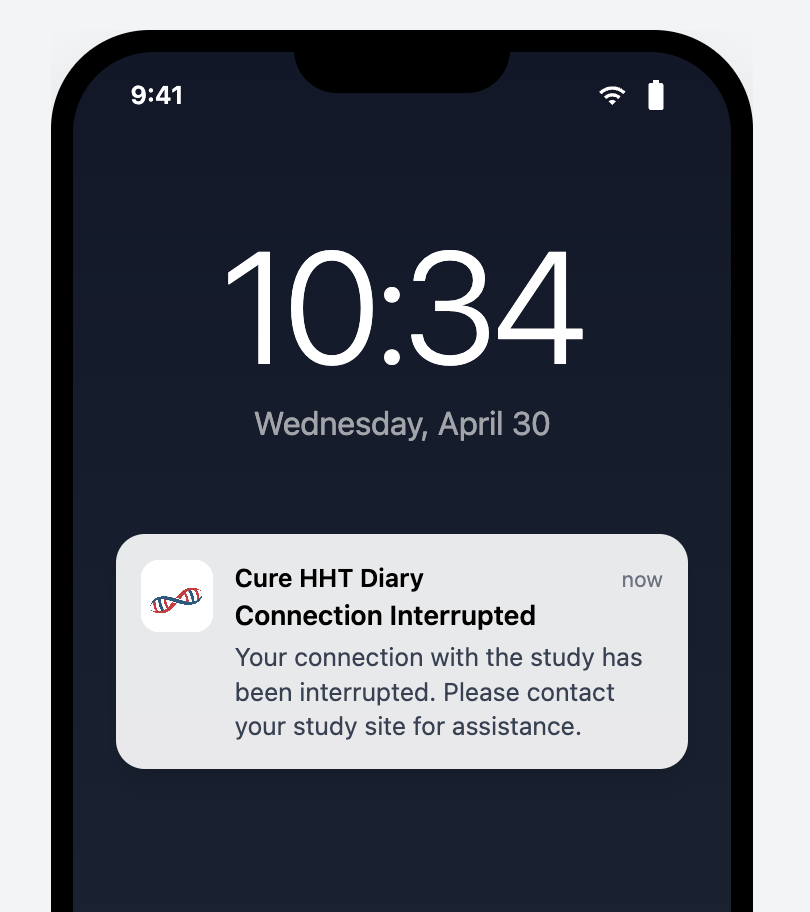 9:41
10:34
Wednesday, April 30
Cure HHT Diary
now
Connection Interrupted
Your connection with the study has
been interrupted. Please contact
your study site for assistance.